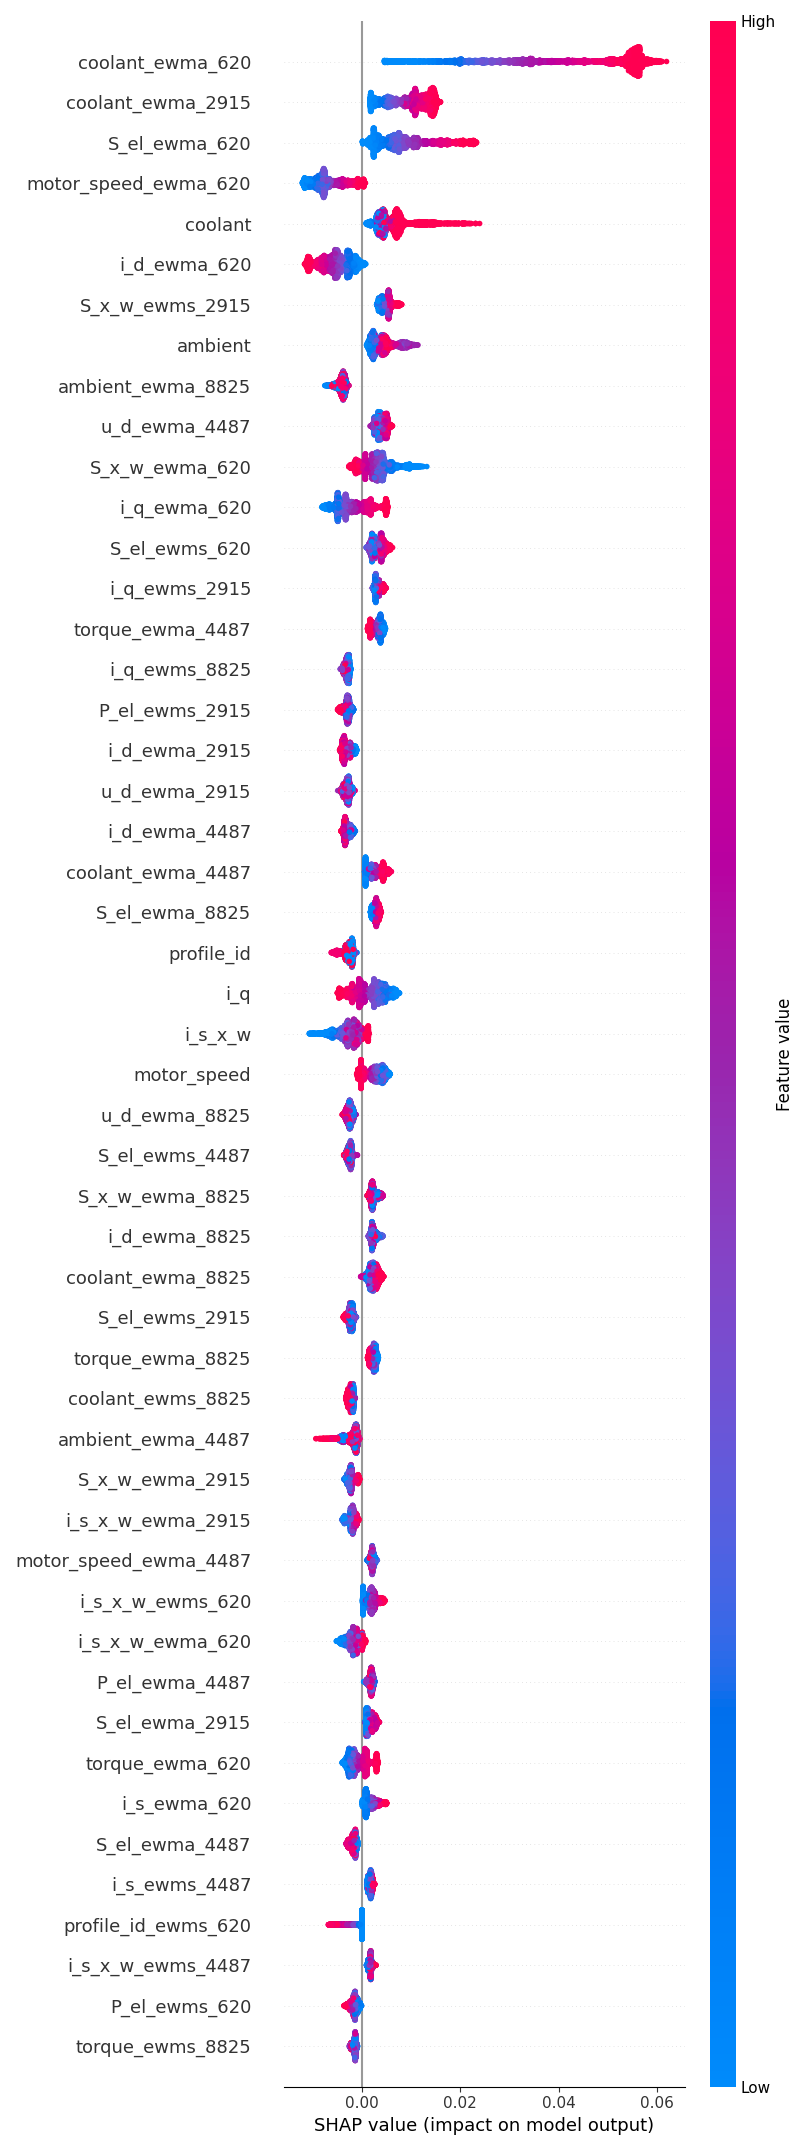 High
coolant_ewma_620
coolant_ewma_2915
S_el_ewma_620
motor_speed_ewma_620
coolant
i_d_ewma_620
S_x_w_ewms_2915
ambient
ambient_ewma_8825
u_d_ewma_4487
S_x_w_ewma_620
i_q_ewma_620
S_el_ewms_620
i_q_ewms_2915
torque_ewma_4487
i_q_ewms_8825
P_el_ewms_2915
i_d_ewma_2915
u_d_ewma_2915
i_d_ewma_4487
coolant_ewma_4487
S_el_ewma_8825
profile_id
i_q
i_s_x_w
motor_speed
u_d_ewma_8825
S_el_ewms_4487
S_x_w_ewma_8825
i_d_ewma_8825
coolant_ewma_8825
S_el_ewms_2915
torque_ewma_8825
coolant_ewms_8825
ambient_ewma_4487
S_x_w_ewma_2915
i_s_x_w_ewma_2915
motor_speed_ewma_4487
i_s_x_w_ewms_620
i_s_x_w_ewma_620
P_el_ewma_4487
S_el_ewma_2915
torque_ewma_620
i_s_ewma_620
S_el_ewma_4487
i_s_ewms_4487
profile_id_ewms_620
i_s_x_w_ewms_4487
P_el_ewms_620
torque_ewms_8825
Low
Feature value
0.00 0.02 0.04 0.06
SHAP value (impact on model output)